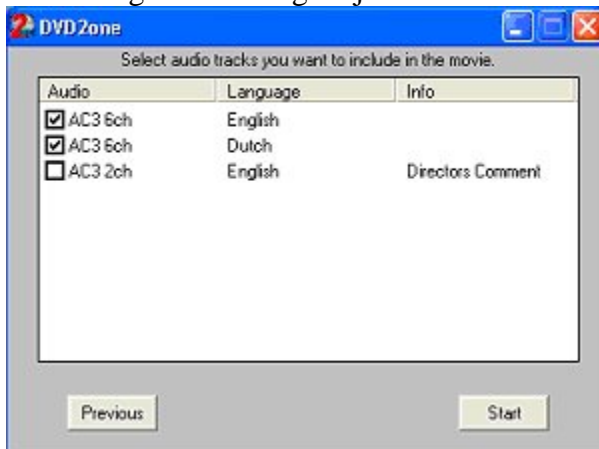 DVD2one
Select audio tracks you want to include in the movie.
Audio Language Info
AC3 6ch English
AC3 6ch Dutch
AC3 2ch English Directors Comment
Previous Start